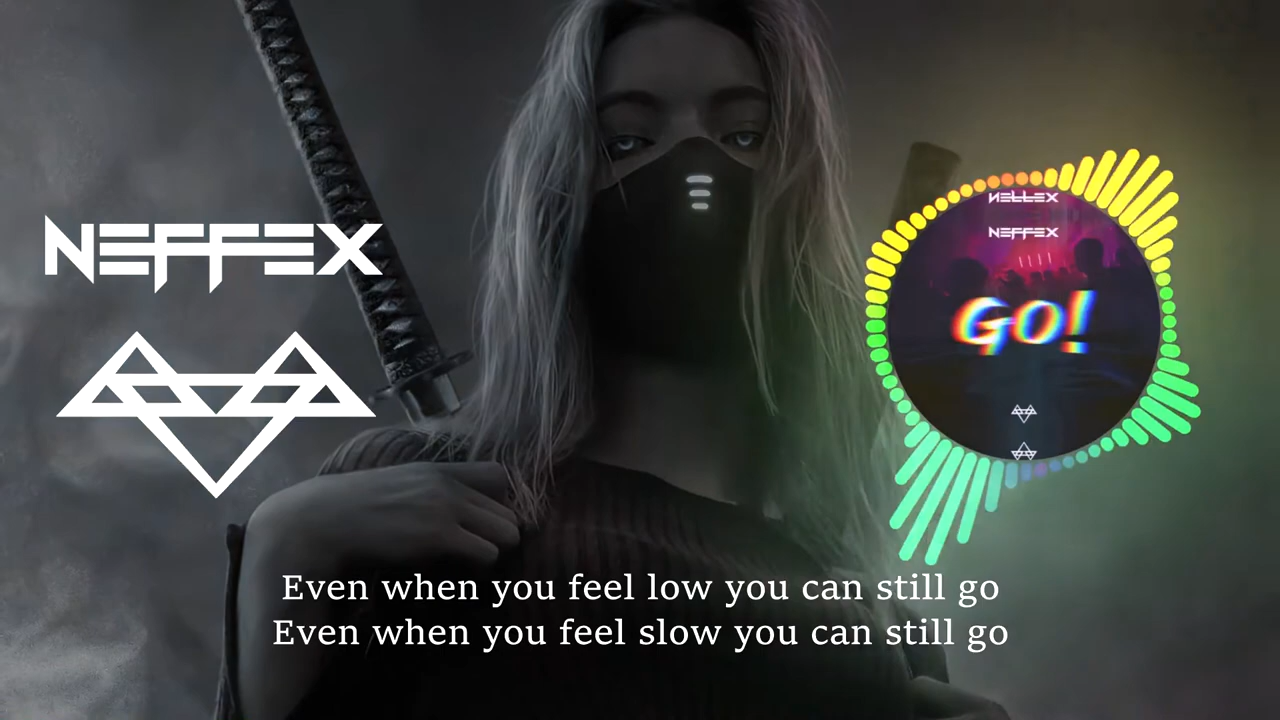 NEFFEX
NEFFEX
NEFFEX
GO!
Even when you feel low you can still go
Even when you feel slow you can still go